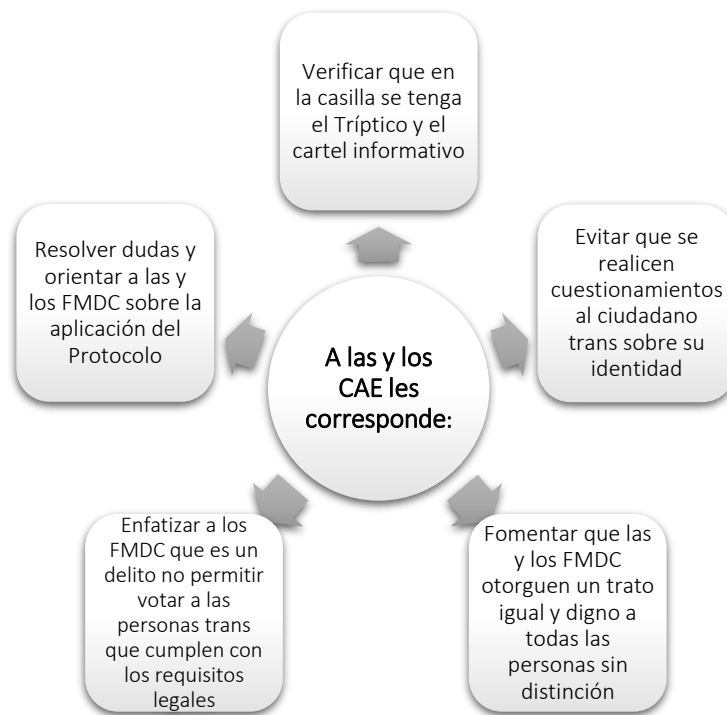 Verificar que en
la casilla se tenga
el Tríptico y el
cartel informativo
Resolver dudas y
orientar a las y
los FMDC sobre la
aplicación del
Protocolo
Evitar que se
realicen
cuestionamientos
al ciudadano
trans sobre su
identidad
A las y los
CAE les
corresponde:
Enfatizar a los
FMDC que es un
delito no permitir
votar a las
personas trans
que cumplen con
los requisitos
legales
Fomentar que las
y los FMDC
otorguen un trato
igual y digno a
todas las
personas sin
distinción